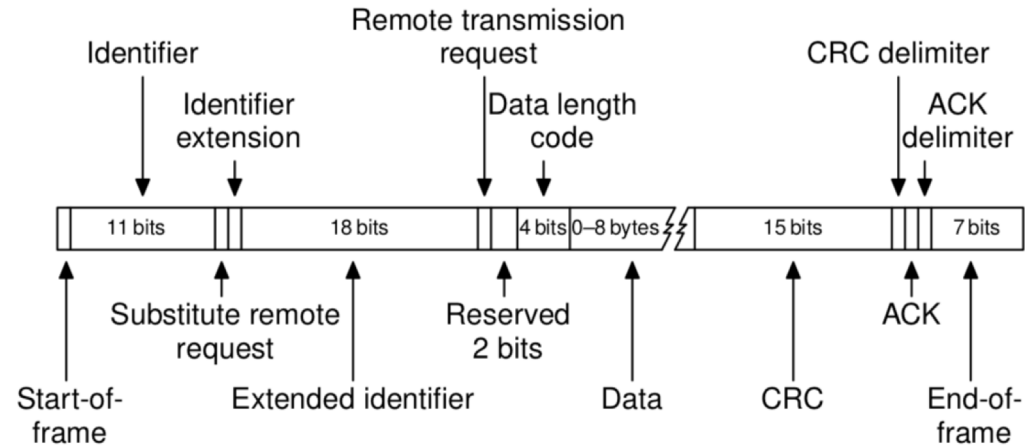 Remote transmission
request
Identifier
CRC delimiter
Identifier
extension
Data length
code
ACK
delimiter
11 bits
18 bits
4 bits
0–8 bytes
15 bits
7 bits
Substitute remote
request
Reserved
2 bits
ACK
Start-of-
frame
Extended identifier
Data
CRC
End-of-
frame